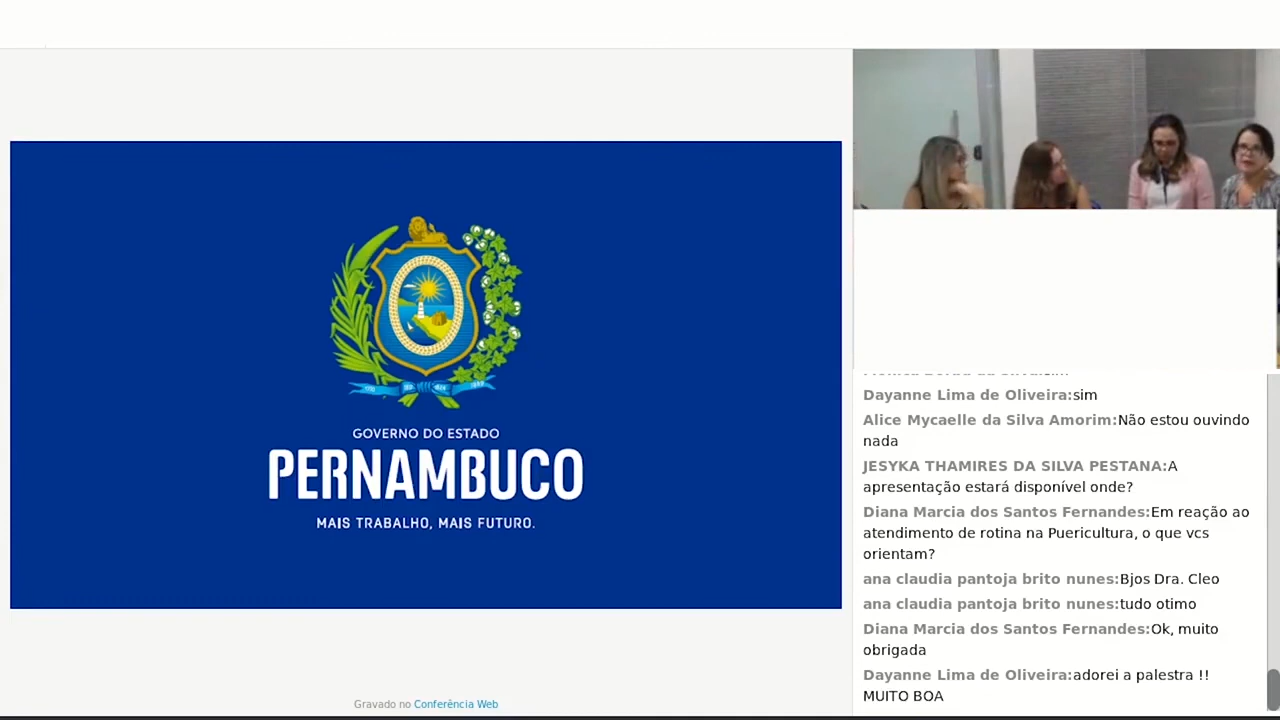 GOVERNO DO ESTADO
PERNAMBUCO
MAIS TRABALHO, MAIS FUTURO.
Gravado no Conferência Web
Dayanne Lima de Oliveira:sim
Alice Mycaelle da Silva Amorim:Não estou ouvindo
nada
JESYKA THAMIRES DA SILVA PESTANA:A
apresentação estará disponível onde?
Diana Marcia dos Santos Fernandes:Em reação ao
atendimento de rotina na Puericultura, o que vcs
orientam?
ana claudia pantoja brito nunes:Bjos Dra. Cleo
ana claudia pantoja brito nunes:tudo otimo
Diana Marcia dos Santos Fernandes:Ok, muito
obrigada
Dayanne Lima de Oliveira:adorei a palestra !!
MUITO BOA